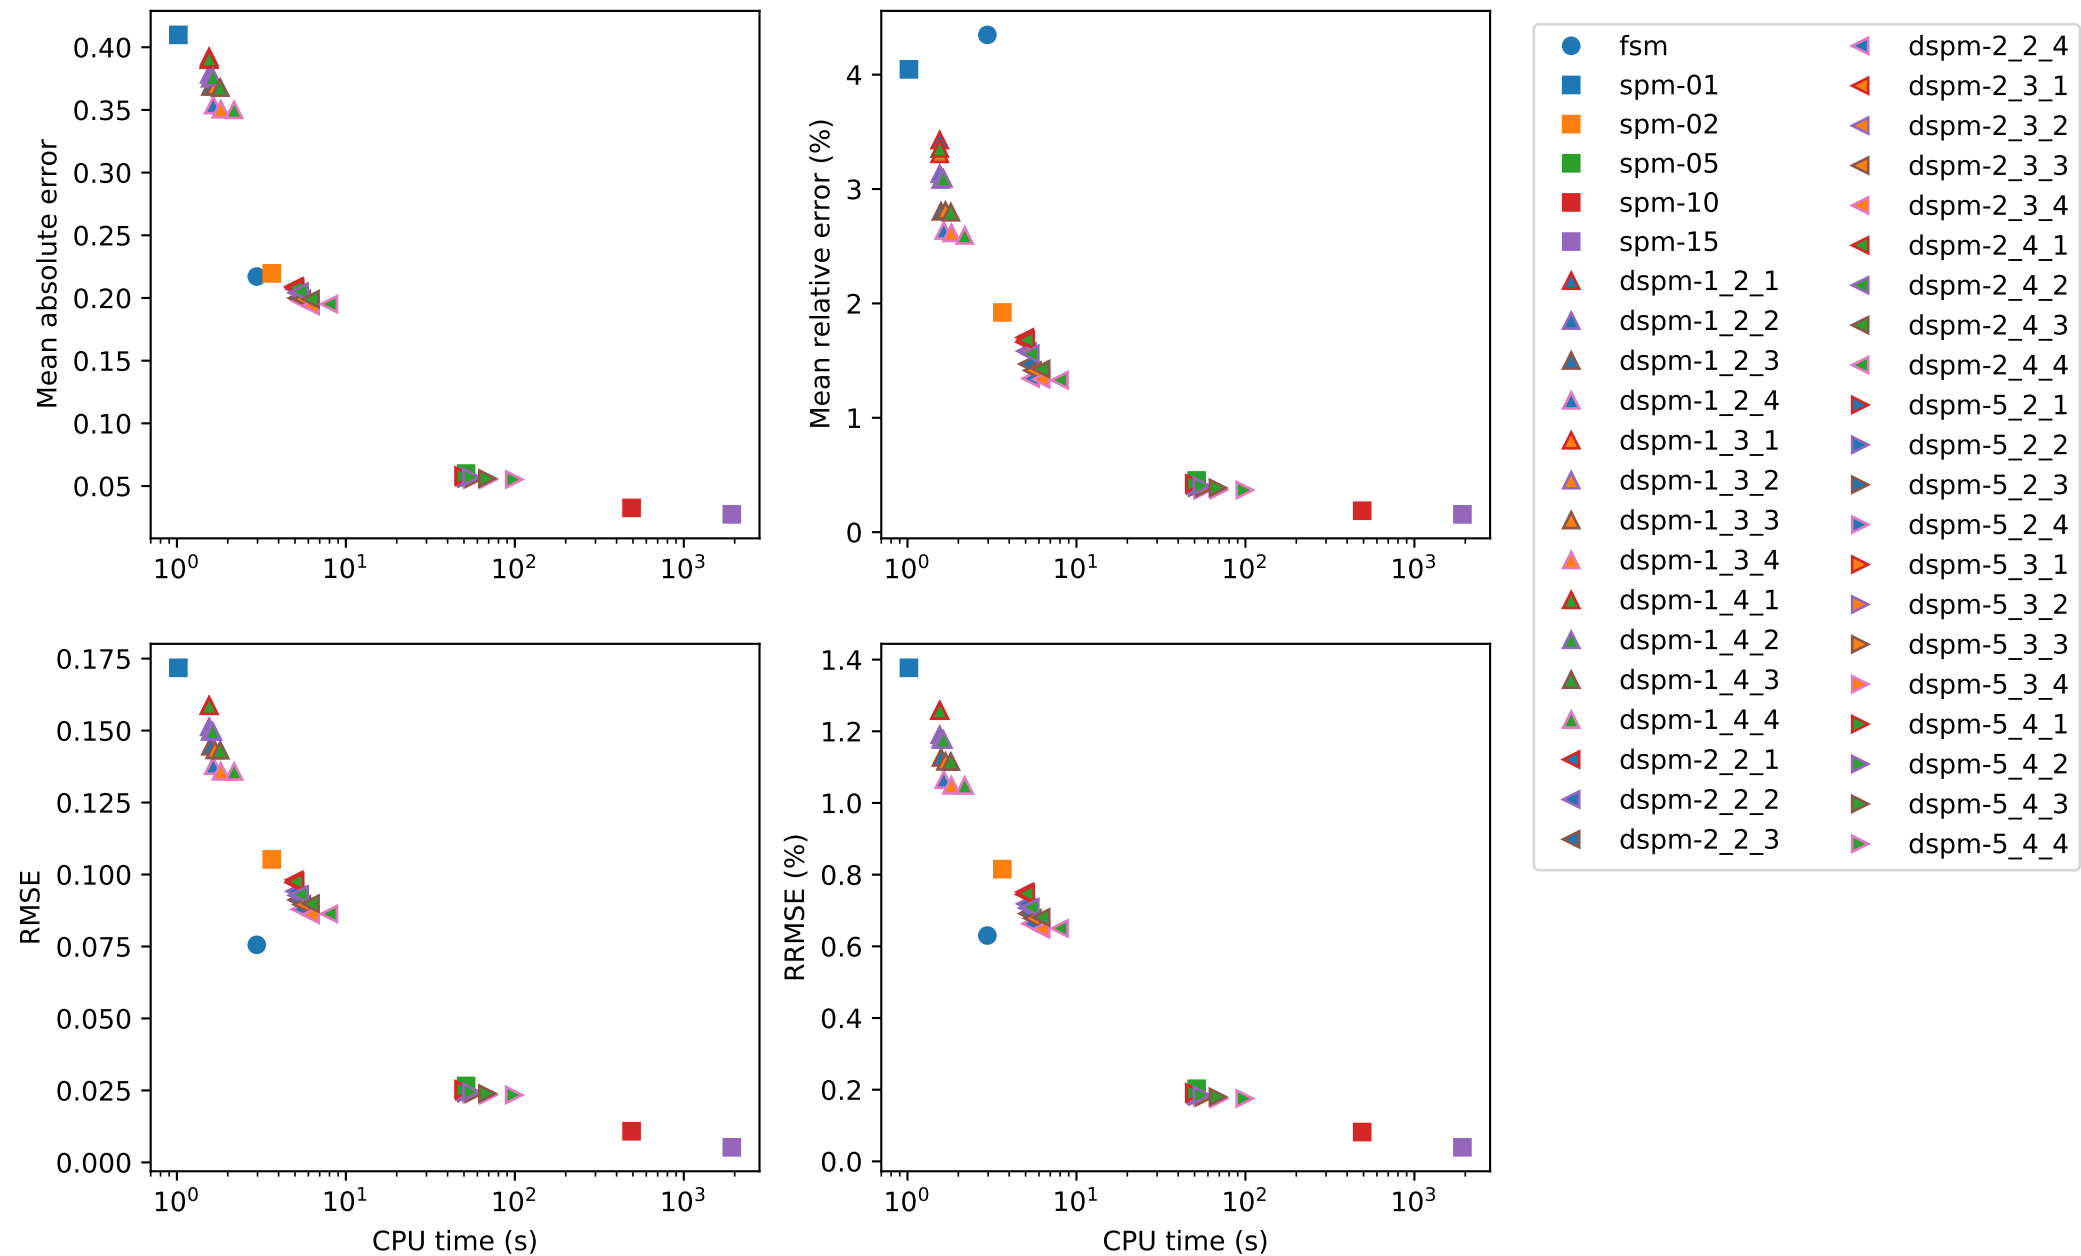 0.40
0.35
0.30
0.25
0.20
0.15
0.10
0.05
Mean absolute error
10⁰ 10¹ 10² 10³
4
3
2
1
0
Mean relative error (%)
10⁰ 10¹ 10² 10³
0.175
0.150
0.125
0.100
0.075
0.050
0.025
0.000
RMSE
10⁰ 10¹ 10² 10³
CPU time (s)
1.4
1.2
1.0
0.8
0.6
0.4
0.2
0.0
RRMSE (%)
10⁰ 10¹ 10² 10³
CPU time (s)
fsm
spm-01
spm-02
spm-05
spm-10
spm-15
dspm-1_2_1
dspm-1_2_2
dspm-1_2_3
dspm-1_2_4
dspm-1_3_1
dspm-1_3_2
dspm-1_3_3
dspm-1_3_4
dspm-1_4_1
dspm-1_4_2
dspm-1_4_3
dspm-1_4_4
dspm-2_2_1
dspm-2_2_2
dspm-2_2_3
dspm-2_2_4
dspm-2_3_1
dspm-2_3_2
dspm-2_3_3
dspm-2_3_4
dspm-2_4_1
dspm-2_4_2
dspm-2_4_3
dspm-2_4_4
dspm-5_2_1
dspm-5_2_2
dspm-5_2_3
dspm-5_2_4
dspm-5_3_1
dspm-5_3_2
dspm-5_3_3
dspm-5_3_4
dspm-5_4_1
dspm-5_4_2
dspm-5_4_3
dspm-5_4_4